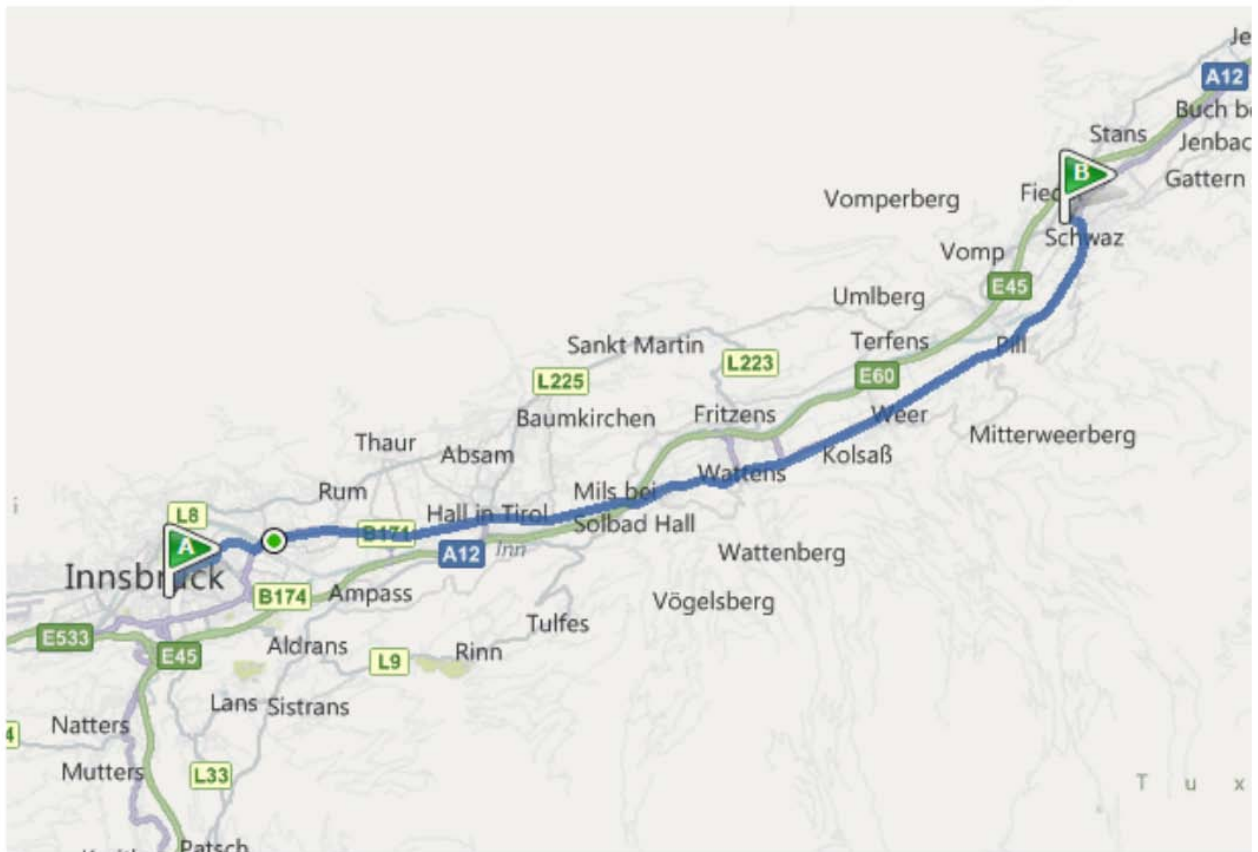 Je
A12
Buch b
Stans
Jenbac
B
Gattern
Fiec
Vomperberg
Schwaz
Vomp
E45
Umlberg
Sankt Martin
Terfens
Pill
L223
E60
L225
Baumkirchen
Fritzens
Weer
Mitterweerberg
Thaur
Absam
Kolsaß
Wattens
Rum
Mils bei
Solbad Hall
L8
Hall in Tirol
B171
A
A12
Inn
Wattenberg
Innsbruck
B174
Ampass
Vögelsberg
Tulfes
E533
E45
Aldrans
L9
Rinn
Lans
Sistrans
Natters
4
Mutters
L33
T u x
Patsch